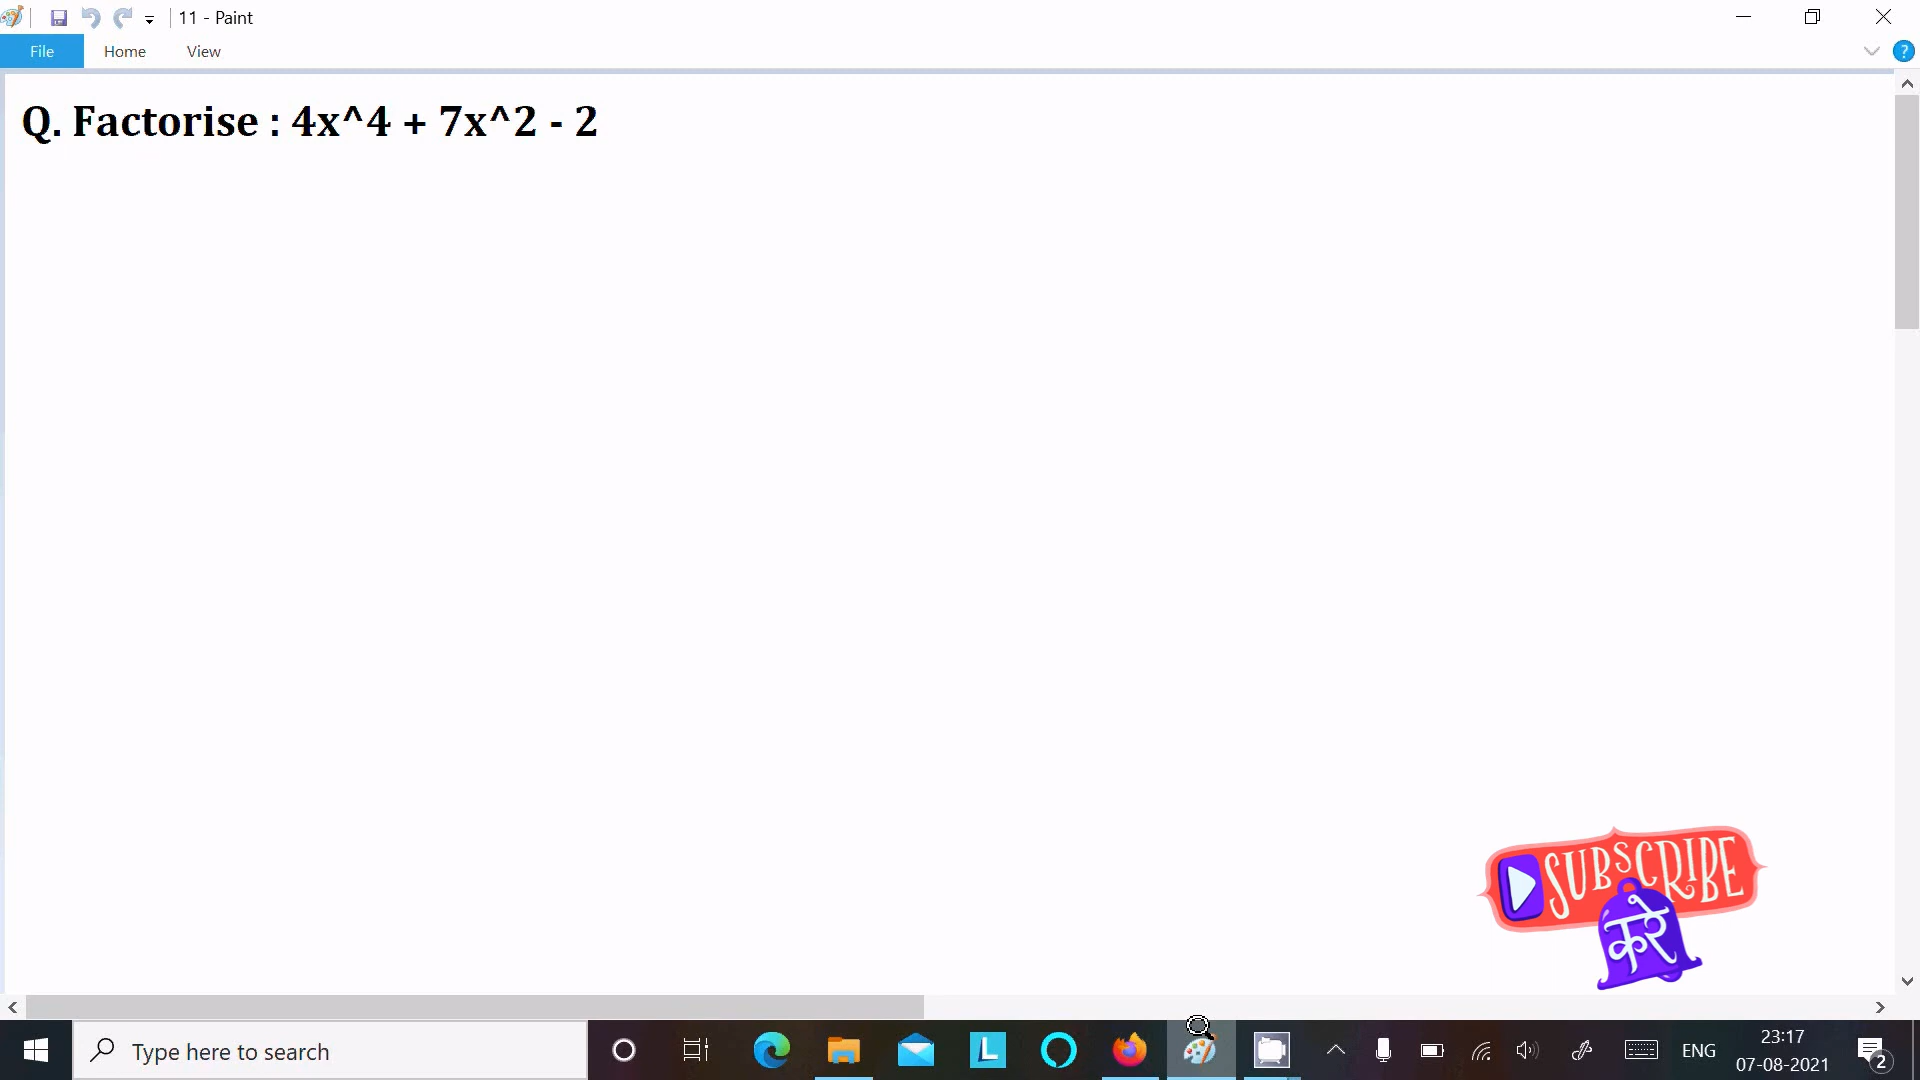 11 - Paint
File Home View
?
Q. Factorise : 4x^4 + 7x^2 - 2
SUBSCRIBE
करे
Type here to search
L
ENG
23:17
07-08-2021
2